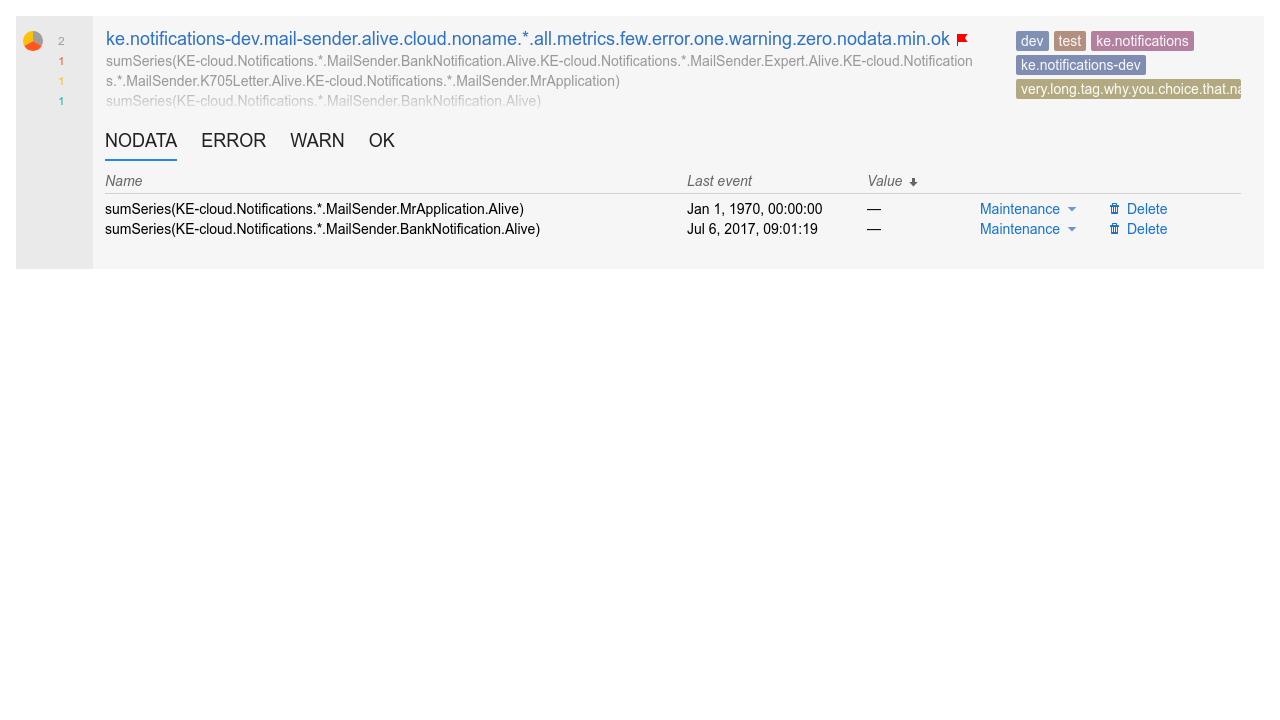 2 ke.notifications-dev.mail-sender.alive.cloud.noname.*.all.metrics.few.error.one.warning.zero.nodata.min.ok dev test ke.notifications
1 sumSeries(KE-cloud.Notifications.*.MailSender.BankNotification.Alive.KE-cloud.Notifications.*.MailSender.Expert.Alive.KE-cloud.Notification ke.notifications-dev
1 s.*.MailSender.K705Letter.Alive.KE-cloud.Notifications.*.MailSender.MrApplication) very.long.tag.why.you.choice.that.na
1 sumSeries(KE-cloud.Notifications.*.MailSender.BankNotification.Alive)
NODATA ERROR WARN OK
Name Last event Value
sumSeries(KE-cloud.Notifications.*.MailSender.MrApplication.Alive) Jan 1, 1970, 00:00:00 — Maintenance Delete
sumSeries(KE-cloud.Notifications.*.MailSender.BankNotification.Alive) Jul 6, 2017, 09:01:19 — Maintenance Delete